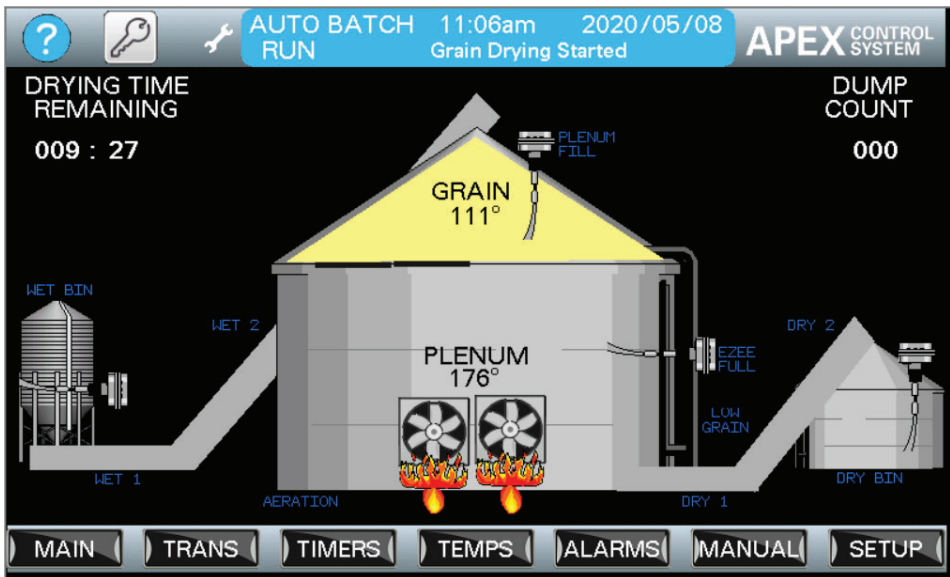 ?
AUTO BATCH 11:06am 2020/05/08
RUN Grain Drying Started
APEX CONTROL SYSTEM
DRYING TIME
REMAINING
009 : 27
DUMP
COUNT
000
PLENUM
FILL
GRAIN
111°
WET BIN
WET 2
DRY 2
PLENUM
176°
EZEE
FULL
LOW
GRAIN
WET 1
AERATION
DRY 1
DRY BIN
MAIN
TRANS
TIMERS
TEMPS
ALARMS
MANUAL
SETUP